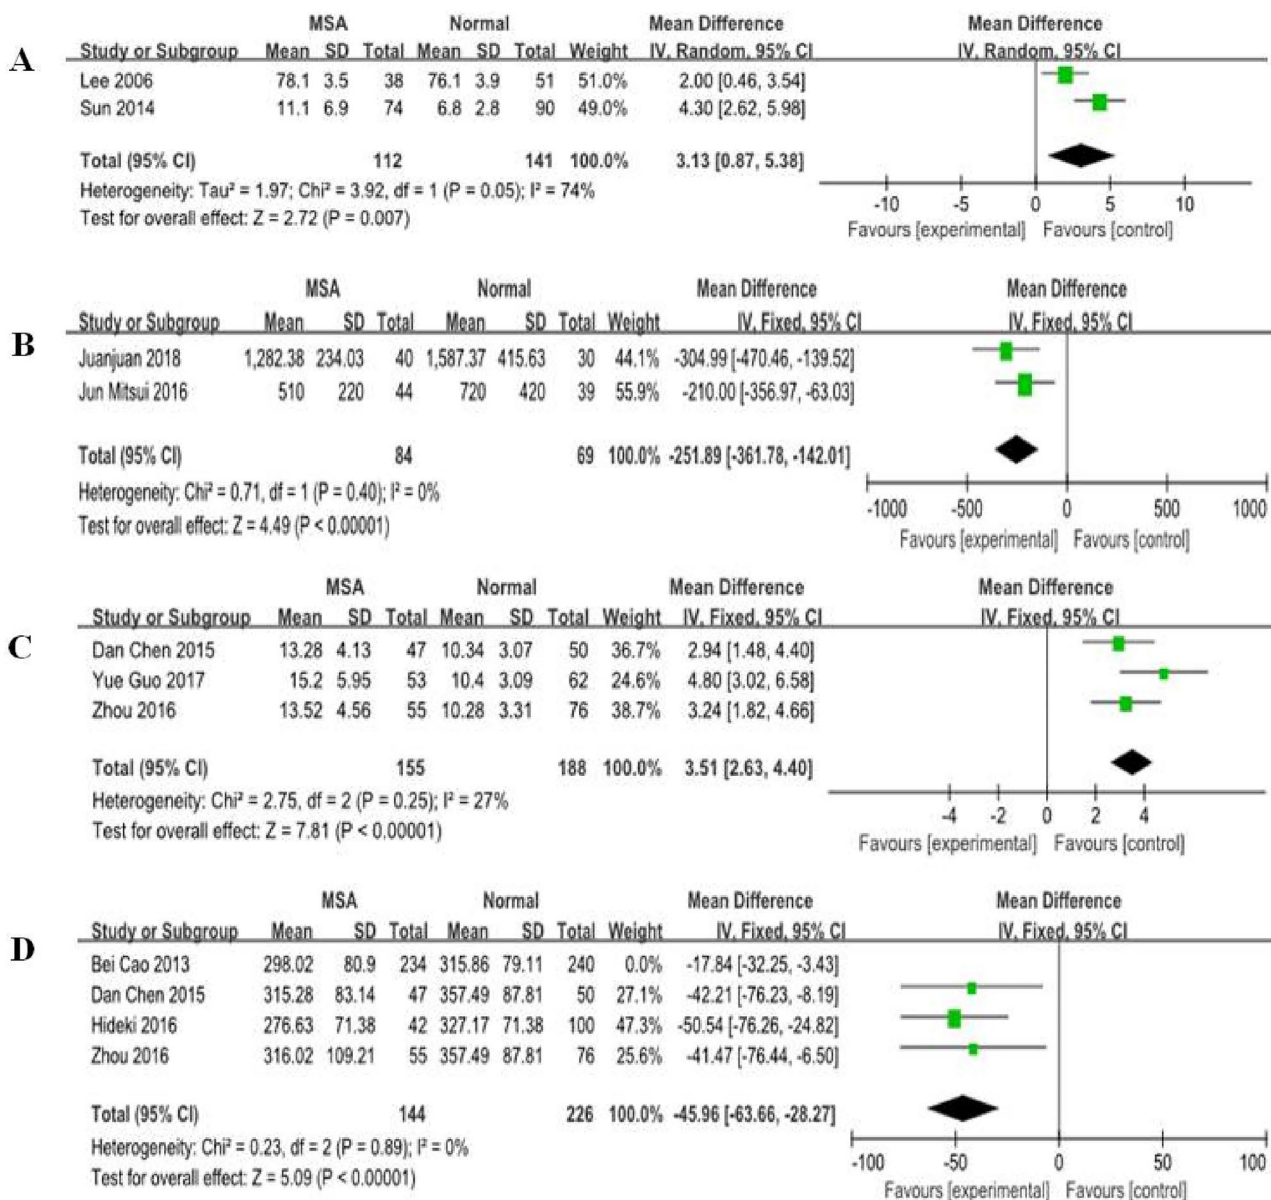 A
MSA Normal Mean Difference Mean Difference
Study or Subgroup Mean SD Total Mean SD Total Weight IV, Random, 95% CI IV, Random, 95% CI
Lee 2006 78.1 3.5 38 76.1 3.9 51 51.0% 2.00 [0.46, 3.54]
Sun 2014 11.1 6.9 74 6.8 2.8 90 49.0% 4.30 [2.62, 5.98]
Total (95% CI) 112 141 100.0% 3.13 [0.87, 5.38]
Heterogeneity: Tau² = 1.97; Chi² = 3.92, df = 1 (P = 0.05); I² = 74%
Test for overall effect: Z = 2.72 (P = 0.007)
-10 -5 0 5 10
Favours [experimental] Favours [control]
B
MSA Normal Mean Difference Mean Difference
Study or Subgroup Mean SD Total Mean SD Total Weight IV, Fixed, 95% CI IV, Fixed, 95% CI
Juanjuan 2018 1,282.38 234.03 40 1,587.37 415.63 30 44.1% -304.99 [-470.46, -139.52]
Jun Mitsui 2016 510 220 44 720 420 39 55.9% -210.00 [-356.97, -63.03]
Total (95% CI) 84 69 100.0% -251.89 [-361.78, -142.01]
Heterogeneity: Chi² = 0.71, df = 1 (P = 0.40); I² = 0%
Test for overall effect: Z = 4.49 (P < 0.00001)
-1000 -500 0 500 1000
Favours [experimental] Favours [control]
C
MSA Normal Mean Difference Mean Difference
Study or Subgroup Mean SD Total Mean SD Total Weight IV, Fixed, 95% CI IV, Fixed, 95% CI
Dan Chen 2015 13.28 4.13 47 10.34 3.07 50 36.7% 2.94 [1.48, 4.40]
Yue Guo 2017 15.2 5.95 53 10.4 3.09 62 24.6% 4.80 [3.02, 6.58]
Zhou 2016 13.52 4.56 55 10.28 3.31 76 38.7% 3.24 [1.82, 4.66]
Total (95% CI) 155 188 100.0% 3.51 [2.63, 4.40]
Heterogeneity: Chi² = 2.75, df = 2 (P = 0.25); I² = 27%
Test for overall effect: Z = 7.81 (P < 0.00001)
-4 -2 0 2 4
Favours [experimental] Favours [control]
D
MSA Normal Mean Difference Mean Difference
Study or Subgroup Mean SD Total Mean SD Total Weight IV, Fixed, 95% CI IV, Fixed, 95% CI
Bei Cao 2013 298.02 80.9 234 315.86 79.11 240 0.0% -17.84 [-32.25, -3.43]
Dan Chen 2015 315.28 83.14 47 357.49 87.81 50 27.1% -42.21 [-76.23, -8.19]
Hideki 2016 276.63 71.38 42 327.17 71.38 100 47.3% -50.54 [-76.26, -24.82]
Zhou 2016 316.02 109.21 55 357.49 87.81 76 25.6% -41.47 [-76.44, -6.50]
Total (95% CI) 144 226 100.0% -45.96 [-63.66, -28.27]
Heterogeneity: Chi² = 0.23, df = 2 (P = 0.89); I² = 0%
Test for overall effect: Z = 5.09 (P < 0.00001)
-100 -50 0 50 100
Favours [experimental] Favours [control]